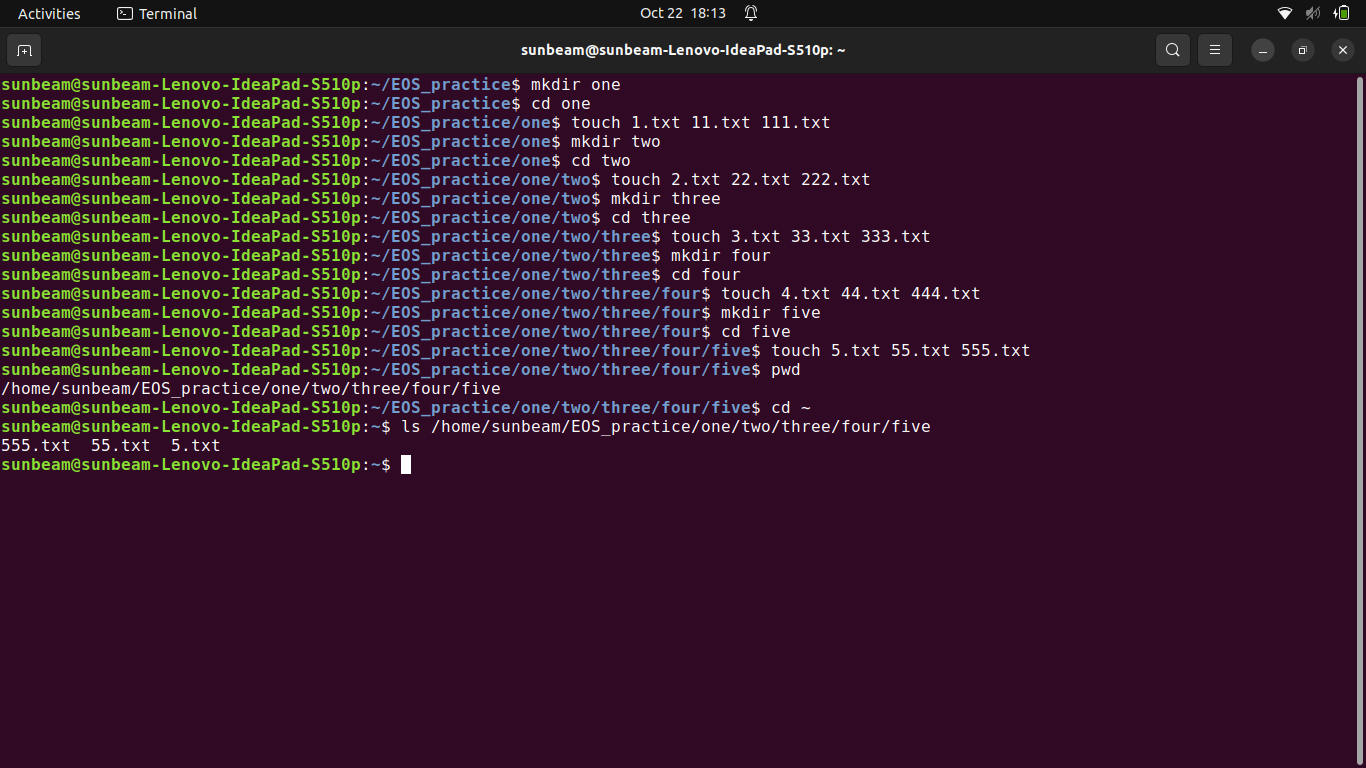 Activities Terminal Oct 22 18:13
sunbeam@sunbeam-Lenovo-IdeaPad-S510p: ~
sunbeam@sunbeam-Lenovo-IdeaPad-S510p:~/EOS_practice$ mkdir one
sunbeam@sunbeam-Lenovo-IdeaPad-S510p:~/EOS_practice$ cd one
sunbeam@sunbeam-Lenovo-IdeaPad-S510p:~/EOS_practice/one$ touch 1.txt 11.txt 111.txt
sunbeam@sunbeam-Lenovo-IdeaPad-S510p:~/EOS_practice/one$ mkdir two
sunbeam@sunbeam-Lenovo-IdeaPad-S510p:~/EOS_practice/one$ cd two
sunbeam@sunbeam-Lenovo-IdeaPad-S510p:~/EOS_practice/one/two$ touch 2.txt 22.txt 222.txt
sunbeam@sunbeam-Lenovo-IdeaPad-S510p:~/EOS_practice/one/two$ mkdir three
sunbeam@sunbeam-Lenovo-IdeaPad-S510p:~/EOS_practice/one/two$ cd three
sunbeam@sunbeam-Lenovo-IdeaPad-S510p:~/EOS_practice/one/two/three$ touch 3.txt 33.txt 333.txt
sunbeam@sunbeam-Lenovo-IdeaPad-S510p:~/EOS_practice/one/two/three$ mkdir four
sunbeam@sunbeam-Lenovo-IdeaPad-S510p:~/EOS_practice/one/two/three$ cd four
sunbeam@sunbeam-Lenovo-IdeaPad-S510p:~/EOS_practice/one/two/three/four$ touch 4.txt 44.txt 444.txt
sunbeam@sunbeam-Lenovo-IdeaPad-S510p:~/EOS_practice/one/two/three/four$ mkdir five
sunbeam@sunbeam-Lenovo-IdeaPad-S510p:~/EOS_practice/one/two/three/four$ cd five
sunbeam@sunbeam-Lenovo-IdeaPad-S510p:~/EOS_practice/one/two/three/four/five$ touch 5.txt 55.txt 555.txt
sunbeam@sunbeam-Lenovo-IdeaPad-S510p:~/EOS_practice/one/two/three/four/five$ pwd
/home/sunbeam/EOS_practice/one/two/three/four/five
sunbeam@sunbeam-Lenovo-IdeaPad-S510p:~/EOS_practice/one/two/three/four/five$ cd ~
sunbeam@sunbeam-Lenovo-IdeaPad-S510p:~$ ls /home/sunbeam/EOS_practice/one/two/three/four/five
555.txt  55.txt  5.txt
sunbeam@sunbeam-Lenovo-IdeaPad-S510p:~$